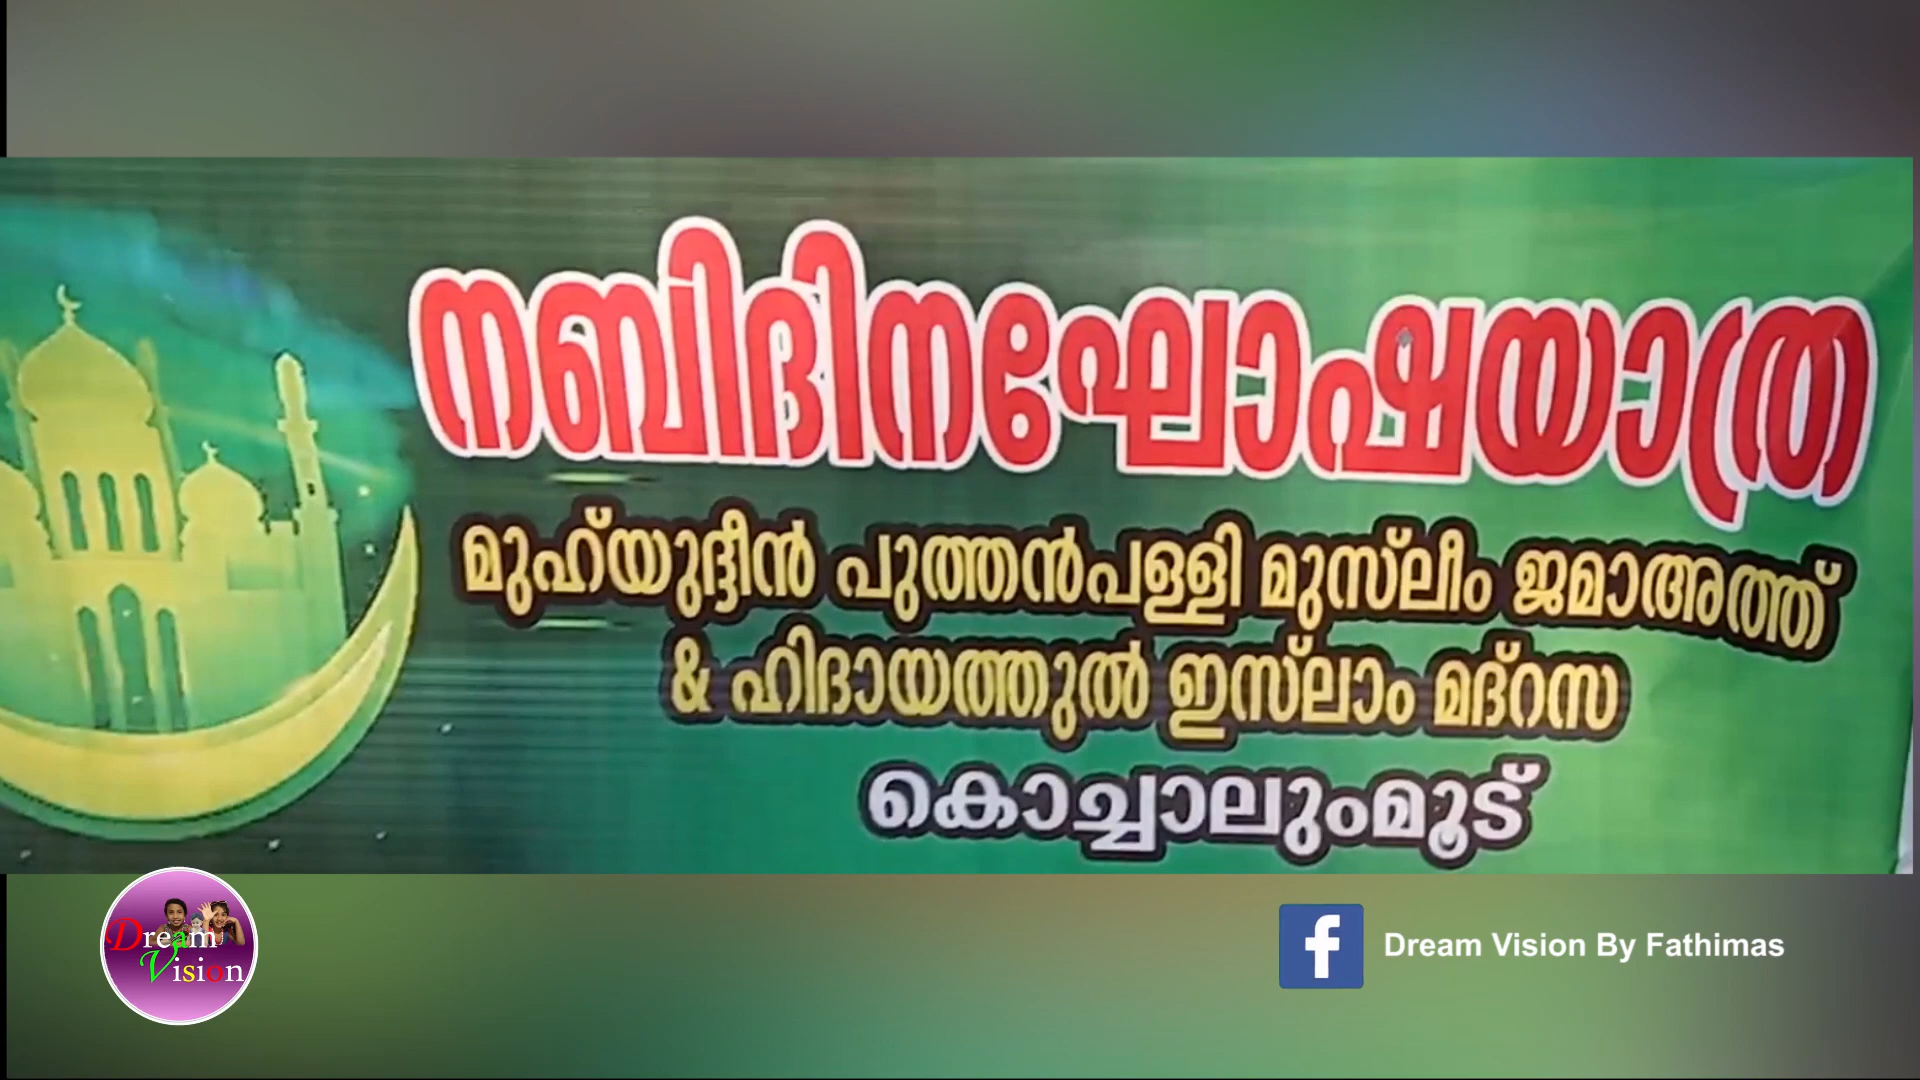 നബിദിനഘോഷയാത്ര
മുഹ്‌യുദ്ദീൻ പുത്തൻപള്ളി മുസ്‌ലീം ജമാഅത്ത്
& ഹിദായത്തുൽ ഇസ്‌ലാം മദ്റസ
കൊച്ചാലുംമൂട്
Dream
Vision
Dream Vision By Fathimas